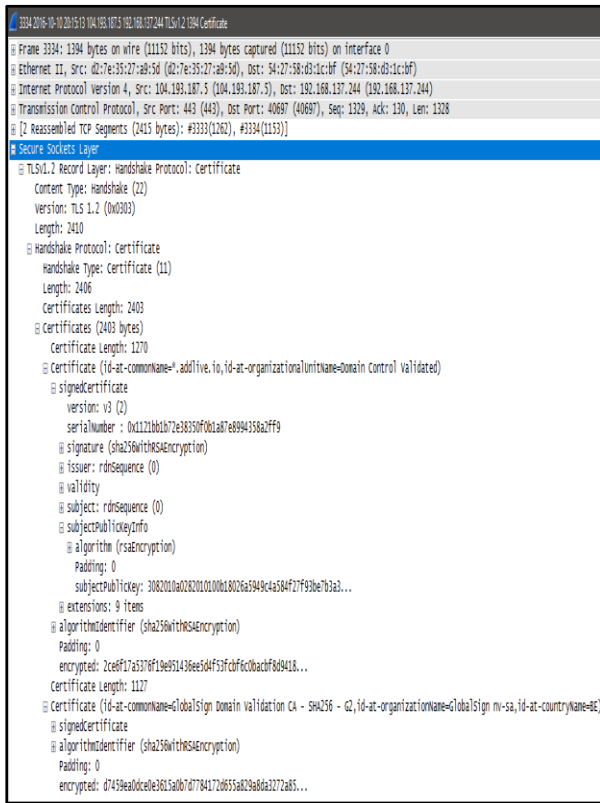 3334 2016-10-10 20:15:13 104.193.187.5 192.168.137.244 TLSv1.2 1394 Certificate
Frame 3334: 1394 bytes on wire (11152 bits), 1394 bytes captured (11152 bits) on interface 0
Ethernet II, Src: d2:7e:35:27:a9:5d (d2:7e:35:27:a9:5d), Dst: 54:27:58:d3:1c:bf (54:27:58:d3:1c:bf)
Internet Protocol Version 4, Src: 104.193.187.5 (104.193.187.5), Dst: 192.168.137.244 (192.168.137.244)
Transmission Control Protocol, Src Port: 443 (443), Dst Port: 40697 (40697), Seq: 1329, Ack: 130, Len: 1328
[2 Reassembled TCP Segments (2415 bytes): #3333(1262), #3334(1153)]
Secure Sockets Layer
TLSv1.2 Record Layer: Handshake Protocol: Certificate
Content Type: Handshake (22)
Version: TLS 1.2 (0x0303)
Length: 2410
Handshake Protocol: Certificate
Handshake Type: Certificate (11)
Length: 2406
Certificates Length: 2403
Certificates (2403 bytes)
Certificate Length: 1270
Certificate (id-at-commonName=*.addlive.io,id-at-organizationalUnitName=Domain Control Validated)
signedCertificate
version: v3 (2)
serialNumber : 0x1121bb1b72e38350f0b1a87e8994358a2ff9
signature (sha256WithRSAEncryption)
issuer: rdnSequence (0)
validity
subject: rdnSequence (0)
subjectPublicKeyInfo
algorithm (rsaEncryption)
Padding: 0
subjectPublicKey: 3082010a0282010100b18026a5949c4a584f27f93be7b3a3...
extensions: 9 items
algorithmIdentifier (sha256WithRSAEncryption)
Padding: 0
encrypted: 2ce6f17a5376f19e951436ee5d4f53fcbf6c0bacbf8d9418...
Certificate Length: 1127
Certificate (id-at-commonName=GlobalSign Domain Validation CA - SHA256 - G2,id-at-organizationName=GlobalSign nv-sa,id-at-countryName=BE)
signedCertificate
algorithmIdentifier (sha256WithRSAEncryption)
Padding: 0
encrypted: d7459ea0dce0e3615a0b7d7784172d655a829a8da3272a85...